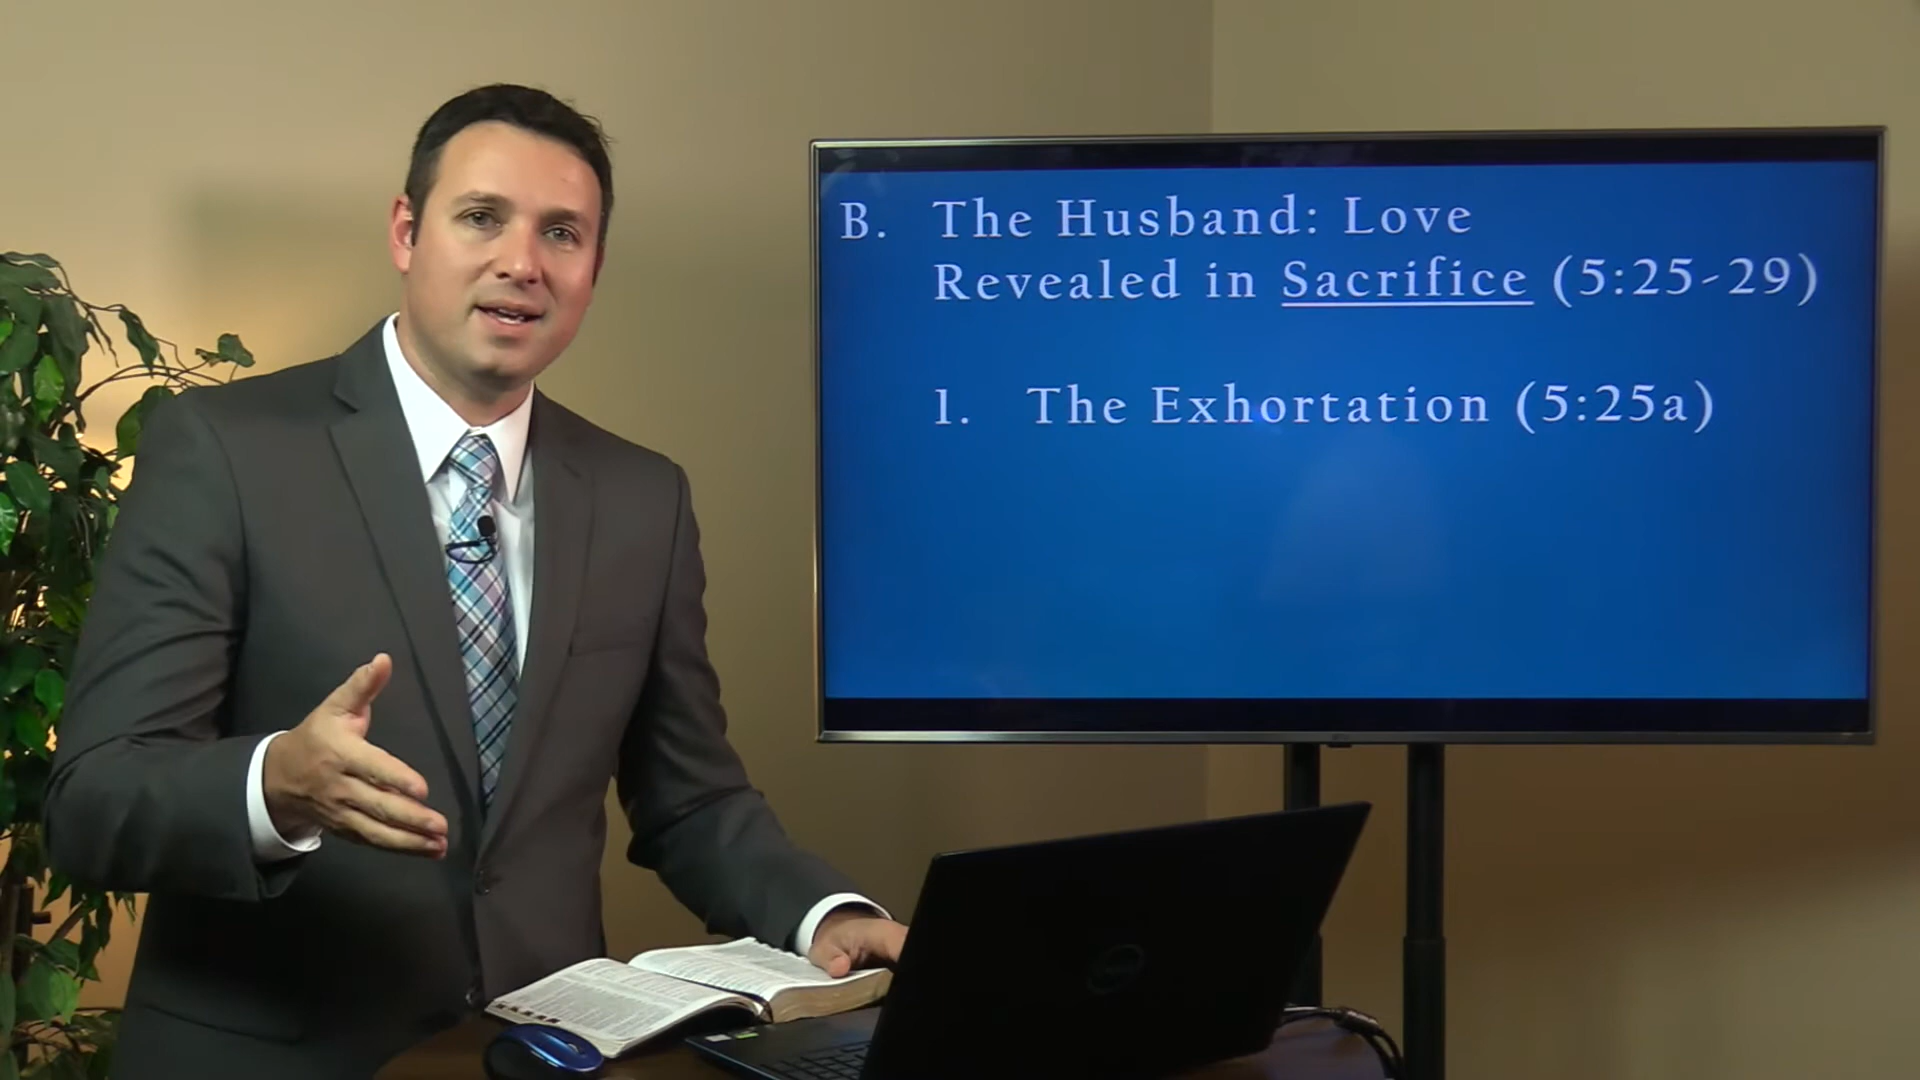 B. The Husband: Love
Revealed in Sacrifice (5:25-29)
1. The Exhortation (5:25a)